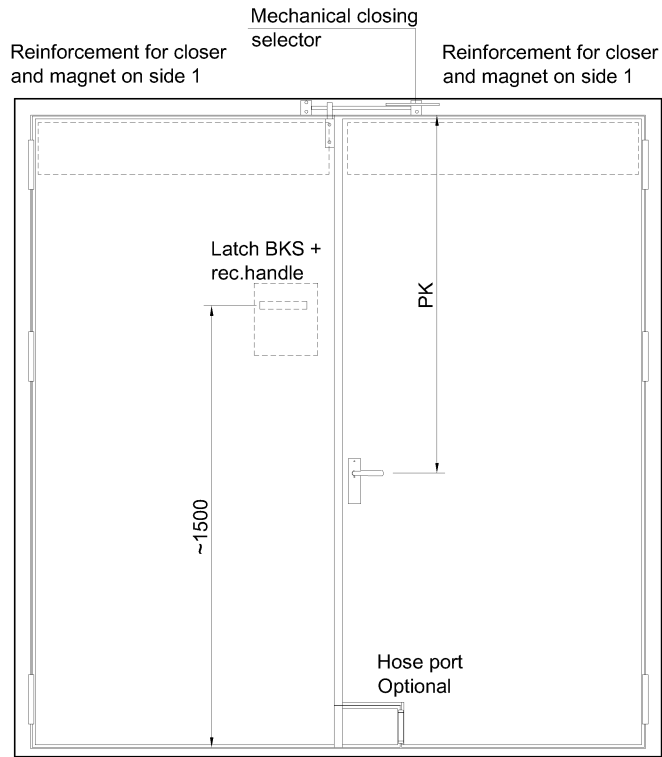 Mechanical closing
selector
Reinforcement for closer
and magnet on side 1
Reinforcement for closer
and magnet on side 1
Latch BKS +
rec.handle
PK
~1500
Hose port
Optional